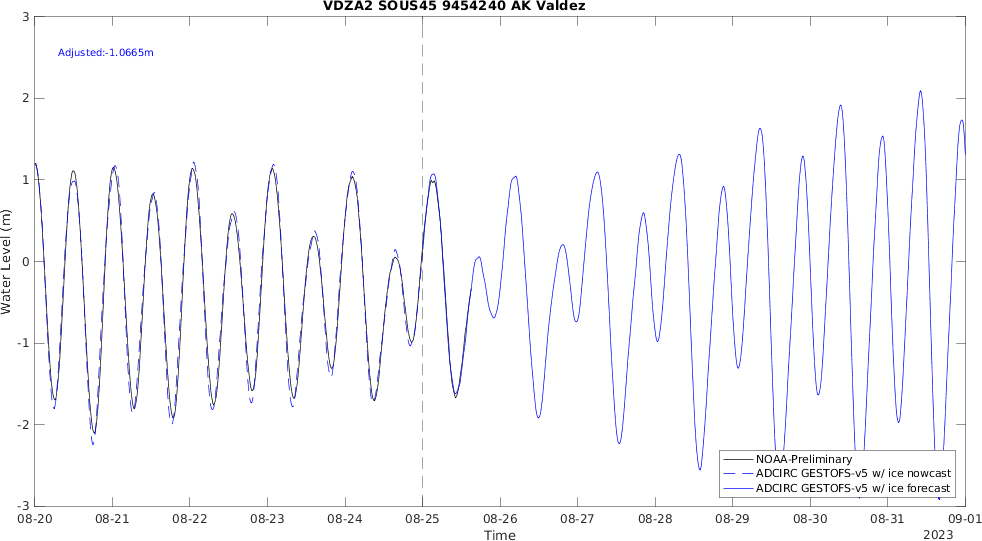 VDZA2 SOUS45 9454240 AK Valdez
Adjusted:-1.0665m
3
2
1
0
-1
-2
-3
Water Level (m)
NOAA-Preliminary
ADCIRC GESTOFS-v5 w/ ice nowcast
ADCIRC GESTOFS-v5 w/ ice forecast
08-20 08-21 08-22 08-23 08-24 08-25 08-26 08-27 08-28 08-29 08-30 08-31 09-01
Time
2023